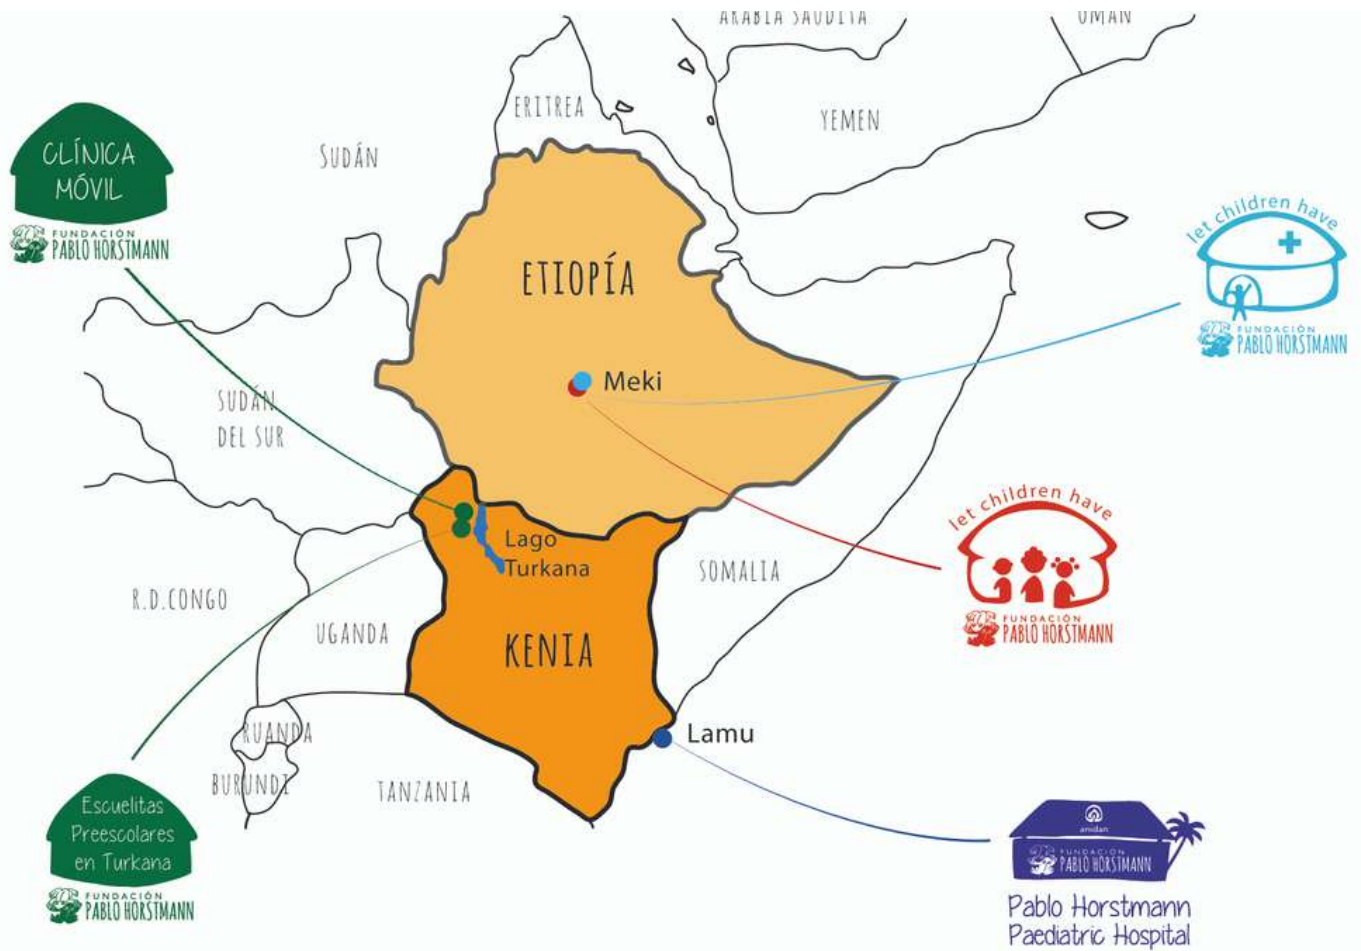 ARABIA SAUDITA
OMAN
ERITREA
YEMEN
SUDÁN
CLÍNICA
MÓVIL
FUNDACIÓN
PABLO HORSTMANN
let children have
FUNDACIÓN
PABLO HORSTMANN
ETIOPÍA
Meki
SUDÁN
DEL SUR
let children have
FUNDACIÓN
PABLO HORSTMANN
Lago
Turkana
SOMALIA
R.D.CONGO
UGANDA
KENIA
RUANDA
Lamu
BURUNDI
TANZANIA
Escuelitas
Preescolares
en Turkana
FUNDACIÓN
PABLO HORSTMANN
anidan
FUNDACIÓN
PABLO HORSTMANN
Pablo Horstmann
Paediatric Hospital